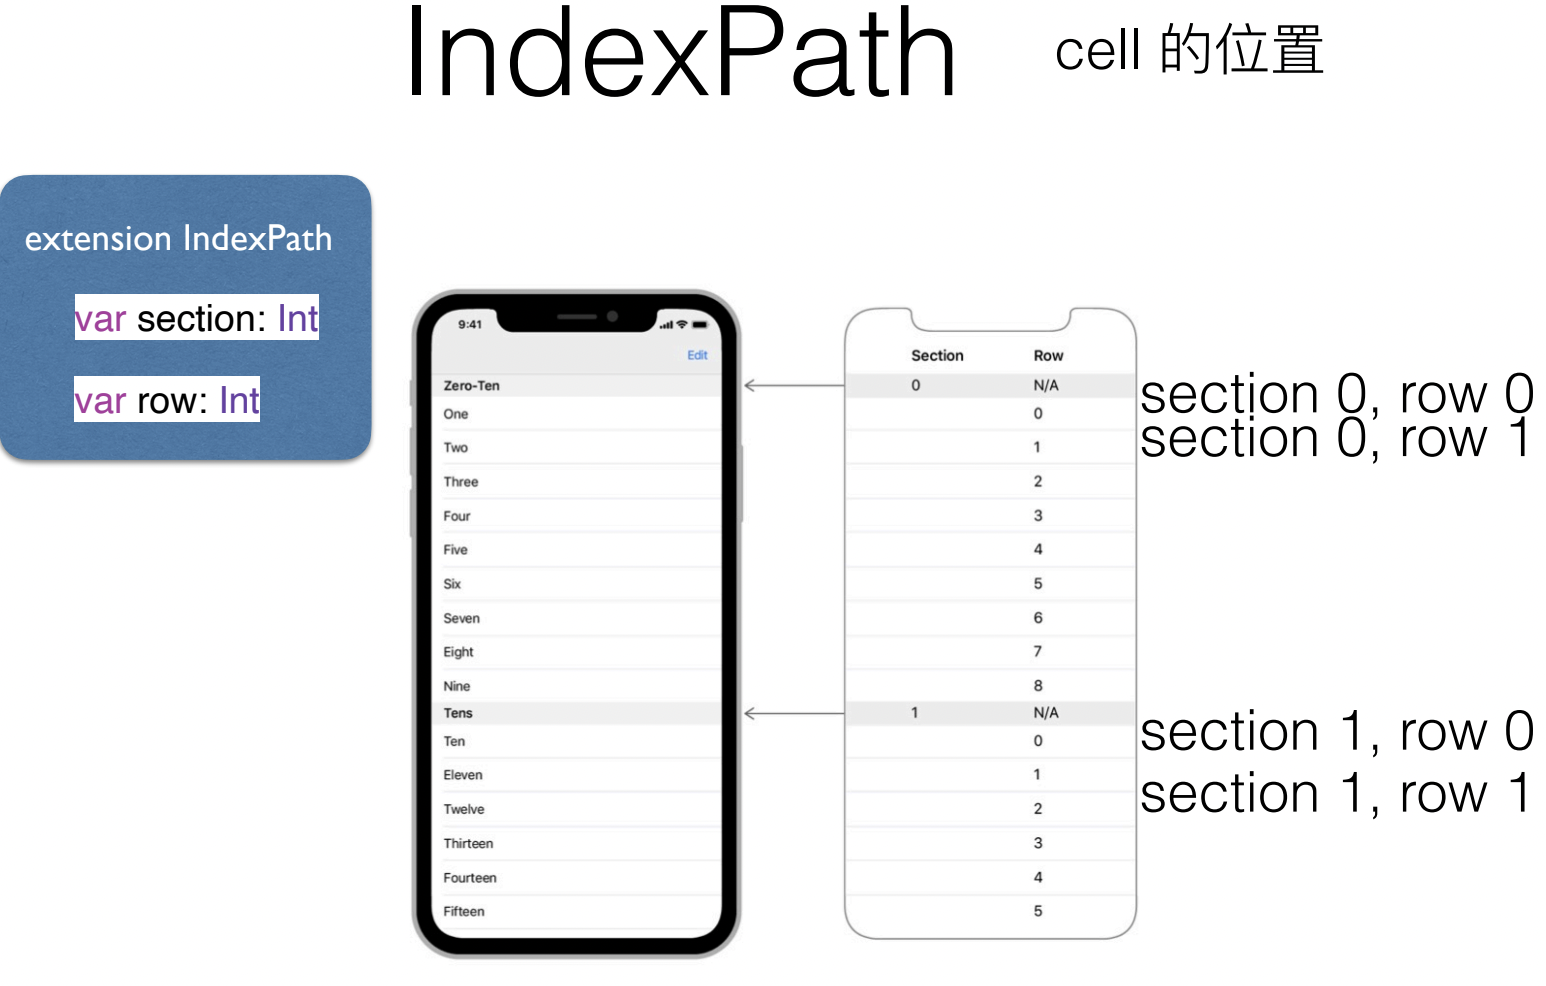 IndexPath
cell 的位置
extension IndexPath
var section: Int
var row: Int
9:41
Edit
Zero-Ten
One
Two
Three
Four
Five
Six
Seven
Eight
Nine
Tens
Ten
Eleven
Twelve
Thirteen
Fourteen
Fifteen
Section Row
0 N/A
0
1
2
3
4
5
6
7
8
1 N/A
0
1
2
3
4
5
section 0, row 0
section 0, row 1
section 1, row 0
section 1, row 1